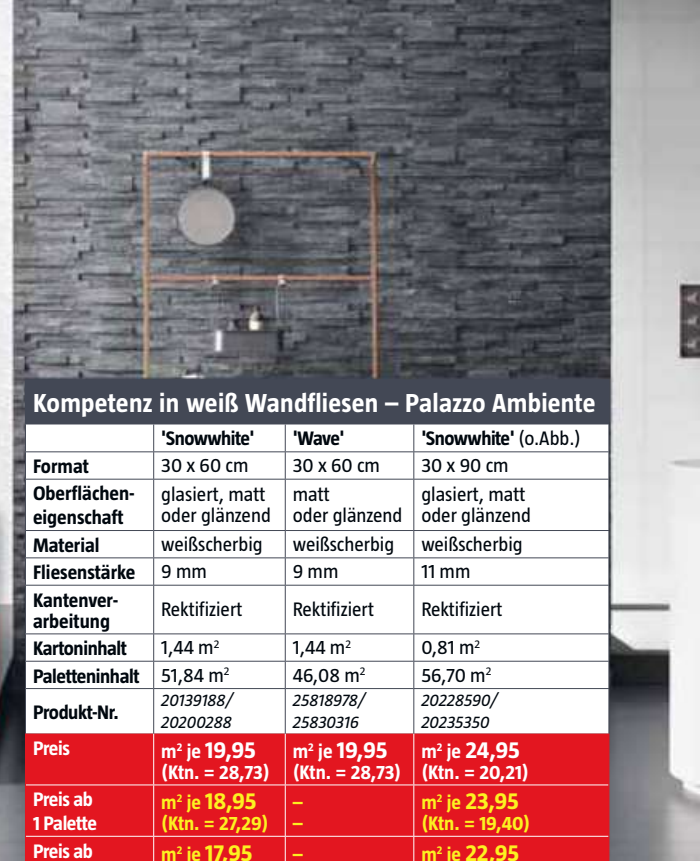 Kompetenz in weiß Wandfliesen – Palazzo Ambiente
'Snowwhite' 'Wave' 'Snowwhite' (o.Abb.)
Format 30 x 60 cm 30 x 60 cm 30 x 90 cm
Oberflächen- glasiert, matt matt glasiert, matt
eigenschaft oder glänzend oder glänzend oder glänzend
Material weißscherbig weißscherbig weißscherbig
Fliesenstärke 9 mm 9 mm 11 mm
Kantenver-
arbeitung Rektifiziert Rektifiziert Rektifiziert
Kartoninhalt 1,44 m² 1,44 m² 0,81 m²
Paletteninhalt 51,84 m² 46,08 m² 56,70 m²
Produkt-Nr. 20139188/ 25818978/ 20228590/
20200288 25830316 20235350
Preis m² je 19,95 m² je 19,95 m² je 24,95
(Ktn. = 28,73) (Ktn. = 28,73) (Ktn. = 20,21)
Preis ab m² je 18,95 – m² je 23,95
1 Palette (Ktn. = 27,29) – (Ktn. = 19,40)
Preis ab m² je 17,95 – m² je 22,95